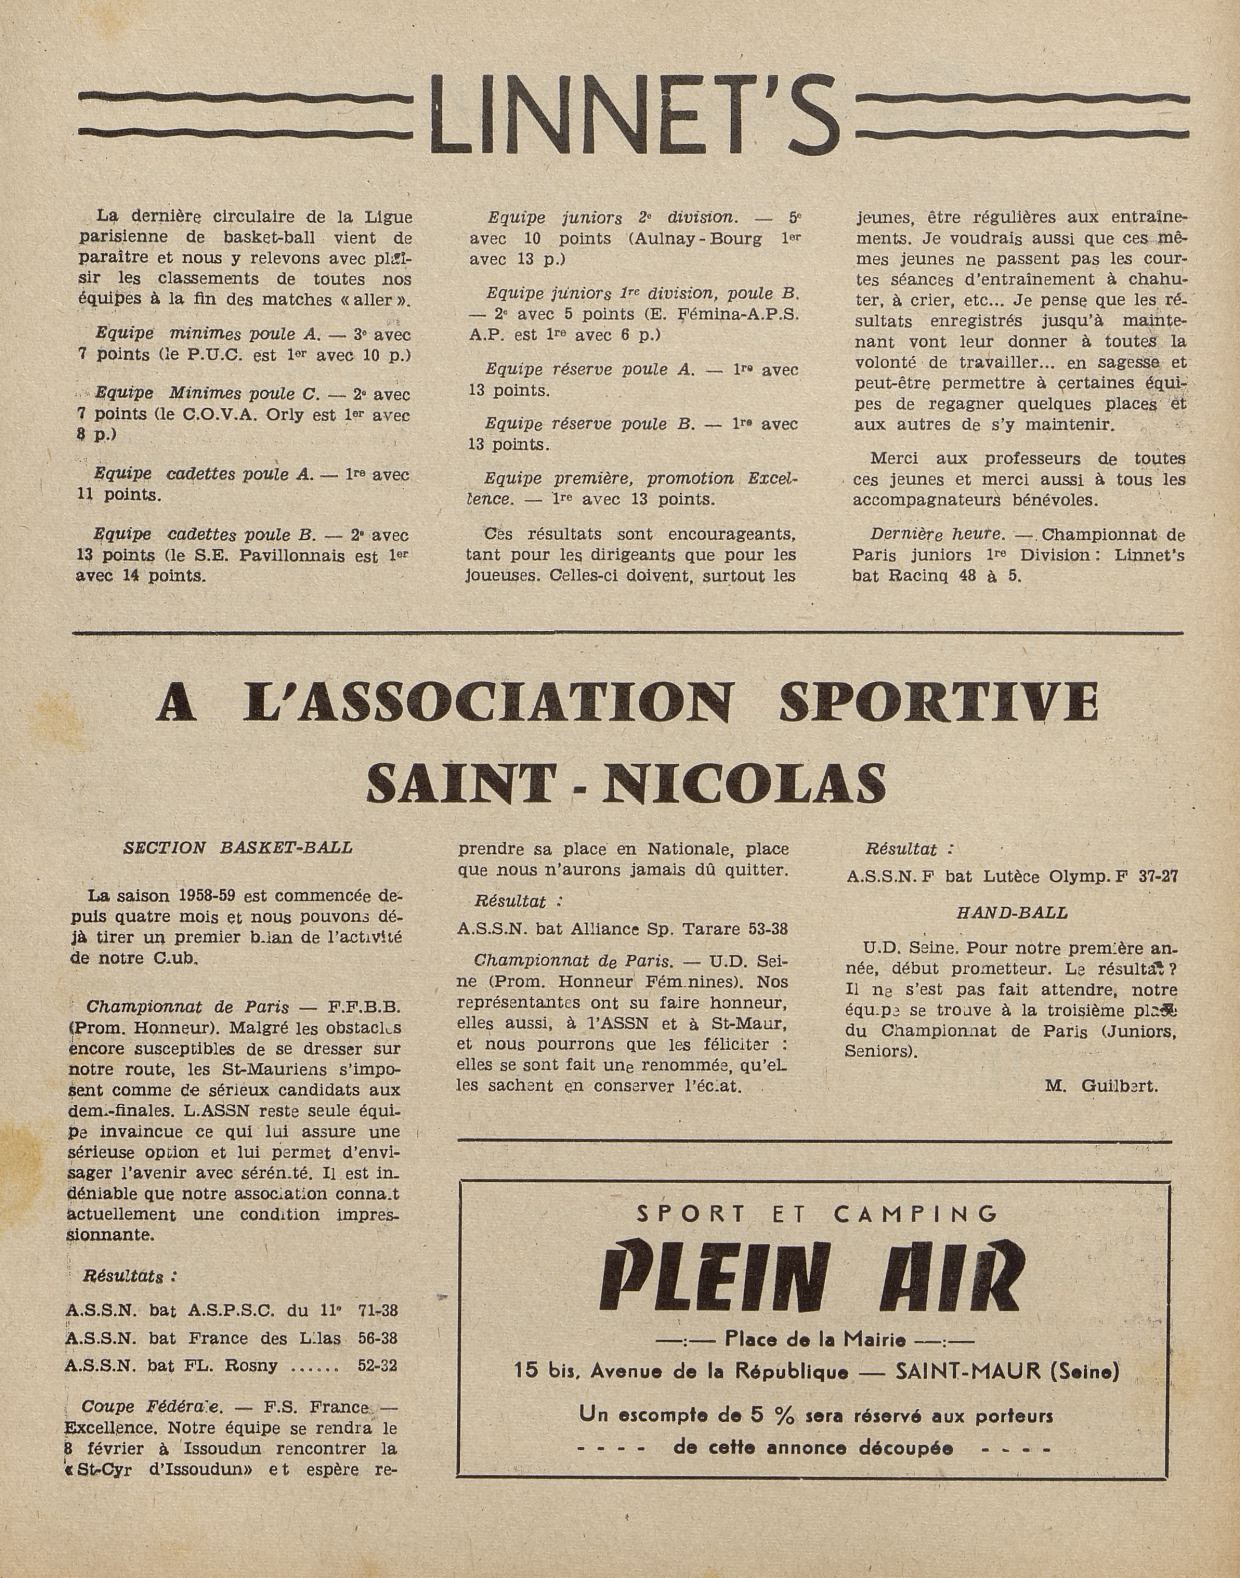 LINNET'S
La dernière circulaire de la Ligue
parisienne de basket-ball vient de
paraître et nous y relevons avec plaî-
sir les classements de toutes nos
équipes à la fin des matches « aller ».
Equipe minimes poule A. — 3e avec
7 points (le P.U.C. est 1er avec 10 p.)
Equipe Minimes poule C. — 2e avec
7 points (le C.O.V.A. Orly est 1er avec
8 p.)
Equipe cadettes poule A. — 1re avec
11 points.
Equipe cadettes poule B. — 2e avec
13 points (le S.E. Pavillonnais est 1er
avec 14 points.
Equipe juniors 2e division. — 5e
avec 10 points (Aulnay-Bourg 1er
avec 13 p.)
Equipe juniors 1re division, poule B.
— 2e avec 5 points (E. Fémina-A.P.S.
A.P. est 1re avec 6 p.)
Equipe réserve poule A. — 1re avec
13 points.
Equipe réserve poule B. — 1re avec
13 points.
Equipe première, promotion Excel-
lence. — 1re avec 13 points.
Ces résultats sont encourageants,
tant pour les dirigeants que pour les
joueuses. Celles-ci doivent, surtout les
jeunes, être régulières aux entraîne-
ments. Je voudrais aussi que ces mê-
mes jeunes ne passent pas les cour-
tes séances d'entraînement à chahu-
ter, à crier, etc... Je pense que les ré-
sultats enregistrés jusqu'à mainte-
nant vont leur donner à toutes la
volonté de travailler... en sagesse et
peut-être permettre à certaines équi-
pes de regagner quelques places et
aux autres de s'y maintenir.
Merci aux professeurs de toutes
ces jeunes et merci aussi à tous les
accompagnateurs bénévoles.
Dernière heure. — Championnat de
Paris juniors 1re Division : Linnet's
bat Racinq 48 à 5.
A L'ASSOCIATION SPORTIVE
SAINT-NICOLAS
SECTION BASKET-BALL
La saison 1958-59 est commencée de-
puis quatre mois et nous pouvons dé-
jà tirer un premier bilan de l'activité
de notre Club.
Championnat de Paris — F.F.B.B.
(Prom. Honneur). Malgré les obstacles
encore susceptibles de se dresser sur
notre route, les St-Mauriens s'impo-
sent comme de sérieux candidats aux
demi-finales. L.ASSN reste seule équi-
pe invaincue ce qui lui assure une
sérieuse option et lui permet d'envi-
sager l'avenir avec sérénité. Il est in-
déniable que notre association connait
actuellement une condition impres-
sionnante.
Résultats :
A.S.S.N. bat A.S.P.S.C. du 11e 71-38
A.S.S.N. bat France des Lilas 56-38
A.S.S.N. bat FL. Rosny ...... 52-32
Coupe Fédérale. — F.S. France —
Excellence. Notre équipe se rendra le
8 février à Issoudun rencontrer la
« St-Cyr d'Issoudun» et espère re-
prendre sa place en Nationale, place
que nous n'aurons jamais dû quitter.
Résultat :
A.S.S.N. bat Alliance Sp. Tarare 53-38
Championnat de Paris. — U.D. Sei-
ne (Prom. Honneur Féminines). Nos
représentantes ont su faire honneur,
elles aussi, à l'ASSN et à St-Maur,
et nous pourrons que les féliciter :
elles se sont fait une renommée, qu'el-
les sachent en conserver l'éclat.
Résultat :
A.S.S.N. F bat Lutèce Olymp. F 37-27
HAND-BALL
U.D. Seine. Pour notre première an-
née, début prometteur. Le résultat ?
Il ne s'est pas fait attendre, notre
équipe se trouve à la troisième place
du Championnat de Paris (Juniors,
Seniors).
M. Guilbert.
SPORT ET CAMPING
PLEIN AIR
—:— Place de la Mairie —:—
15 bis, Avenue de la République — SAINT-MAUR (Seine)
Un escompte de 5 % sera réservé aux porteurs
- - - - de cette annonce découpée - - - -